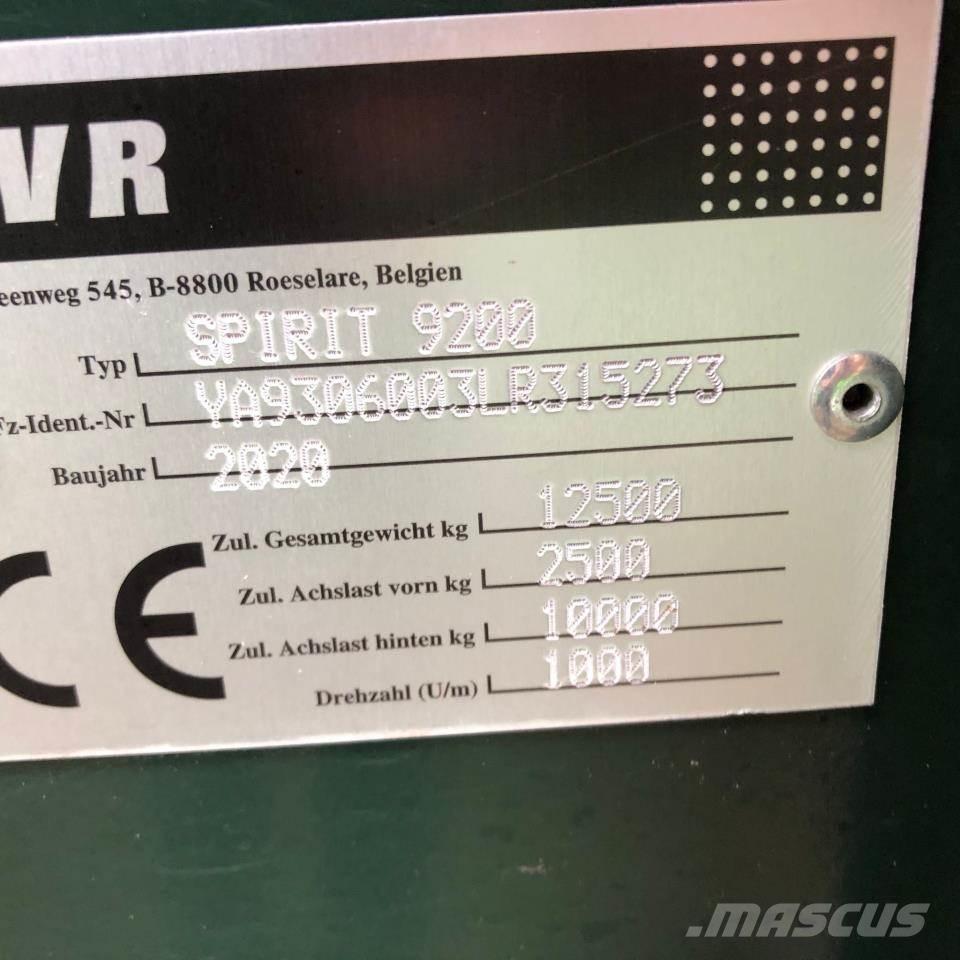 VR
eenweg 545, B-8800 Roeselare, Belgien
Typ SPIRIT 9200
Fz-Ident.-Nr YA9306003LR315273
Baujahr 2020
CE
Zul. Gesamtgewicht kg 12500
Zul. Achslast vorn kg 2500
Zul. Achslast hinten kg 10000
Drehzahl (U/m) 1000
.MASCUS